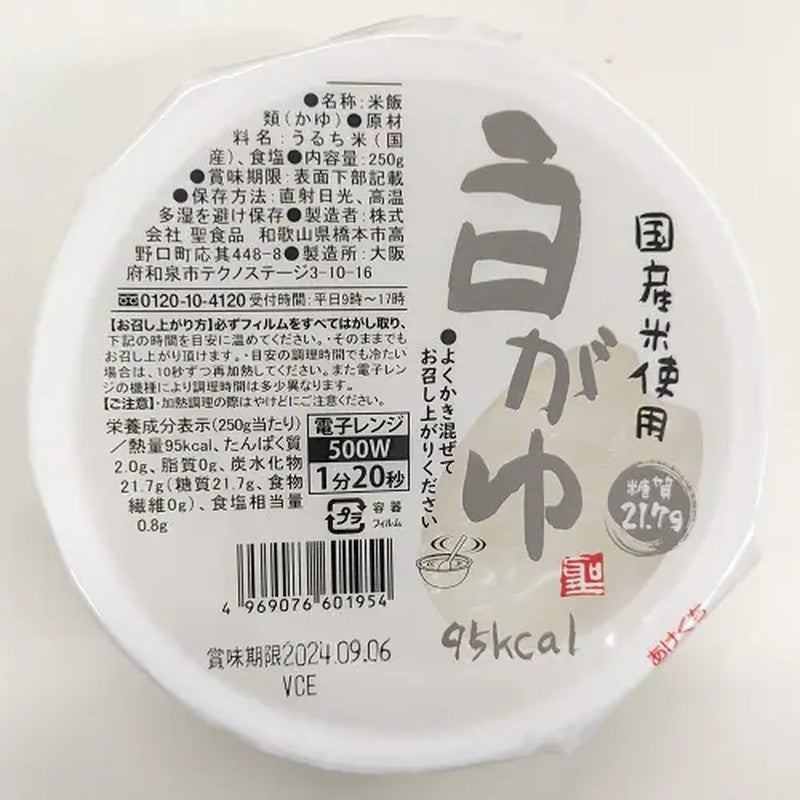 ●名称:米飯
類(かゆ)●原材
料名:うるち米(国
産)、食塩●内容量:250g
●賞味期限:表面下部記載
●保存方法:直射日光、高温
多湿を避け保存●製造者:株式
会社 聖食品 和歌山県橋本市高
野口町応其448-8●製造所:大阪
府和泉市テクノステージ3-10-16
0120-10-4120 受付時間:平日9時〜17時
【お召し上がり方】必ずフィルムをすべてはがし取り、
下記の時間を目安に温めてください。・そのままでも
お召し上がり頂けます。・目安の調理時間でも冷たい
場合は、10秒ずつ再加熱してください。また電子レン
ジの機種により調理時間は多少異なります。
【ご注意】・加熱調理の際はやけどにご注意ください。
栄養成分表示(250g当たり)
/熱量95kcal、たんぱく質
2.0g、脂質0g、炭水化物
21.7g(糖質21.7g、食物
繊維0g)、食塩相当量
0.8g
電子レンジ
500W
1分20秒
プラ
容器
フィルム
4 969076 601954
賞味期限2024.09.06
VCE
白がゆ
国産米使用
●よくかき混ぜて
お召し上がりください
糖質
21.7g
聖
95kcal
あけくち